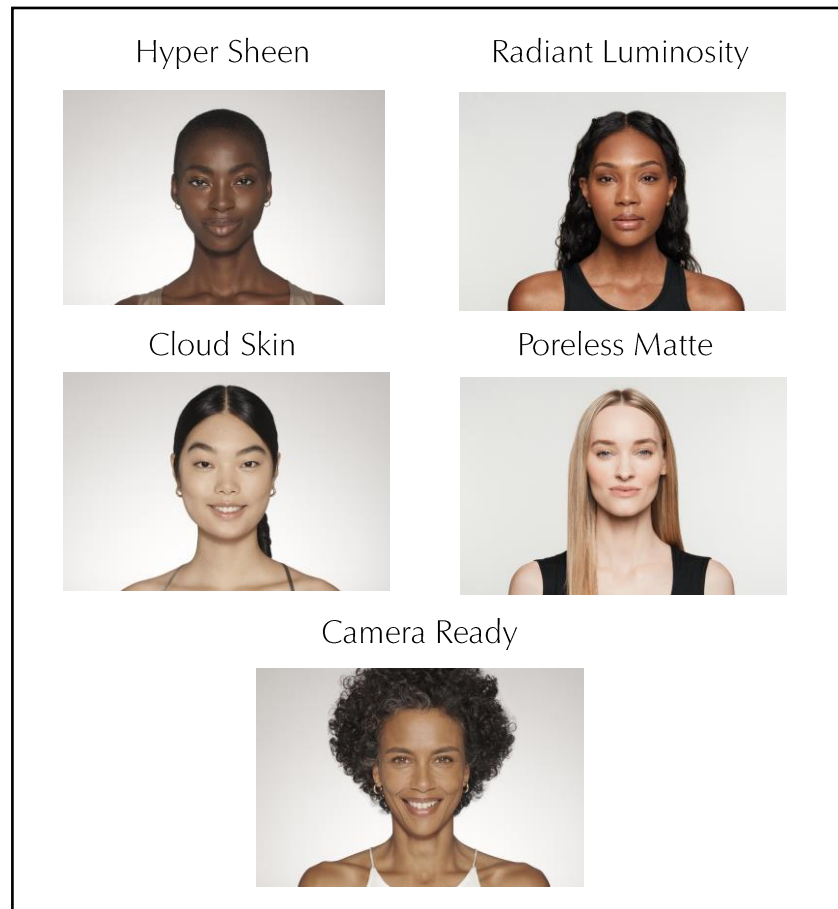 Hyper Sheen
Radiant Luminosity
Cloud Skin
Poreless Matte
Camera Ready